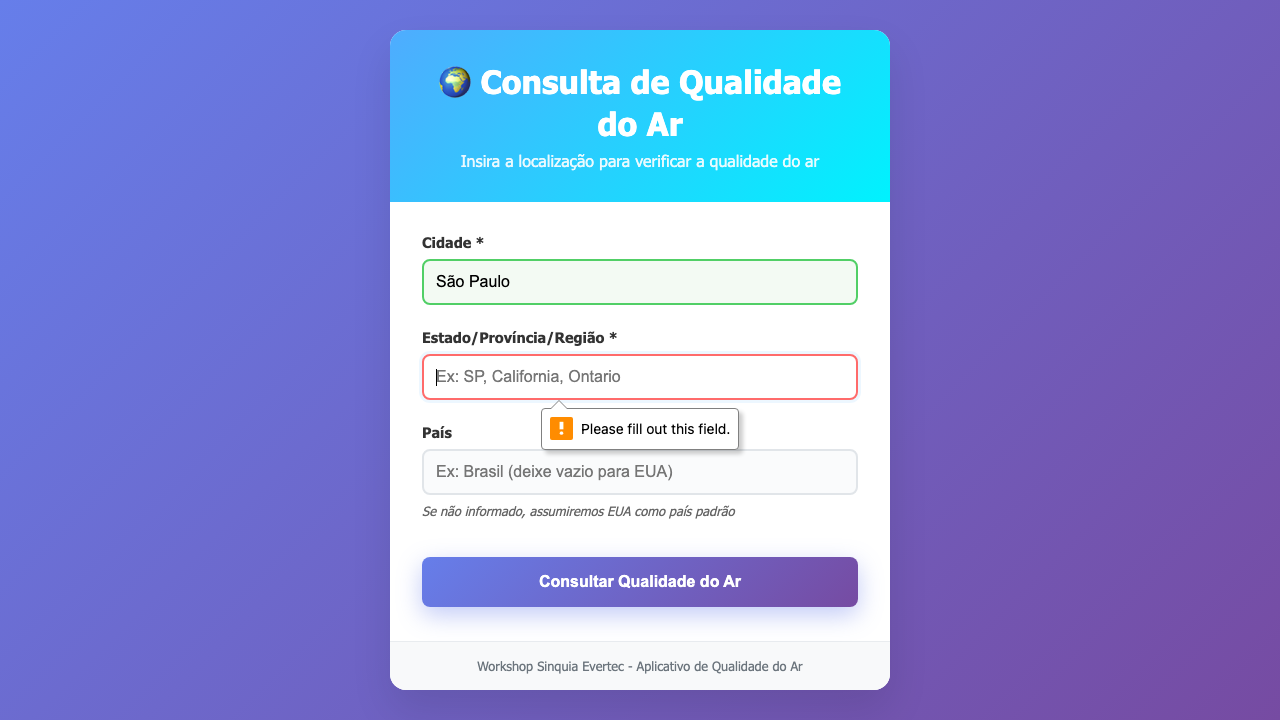 🌍 Consulta de Qualidade
do Ar
Insira a localização para verificar a qualidade do ar
Cidade *
São Paulo
Estado/Província/Região *
Ex: SP, California, Ontario
Please fill out this field.
País
Ex: Brasil (deixe vazio para EUA)
Se não informado, assumiremos EUA como país padrão
Consultar Qualidade do Ar
Workshop Sinquia Evertec - Aplicativo de Qualidade do Ar